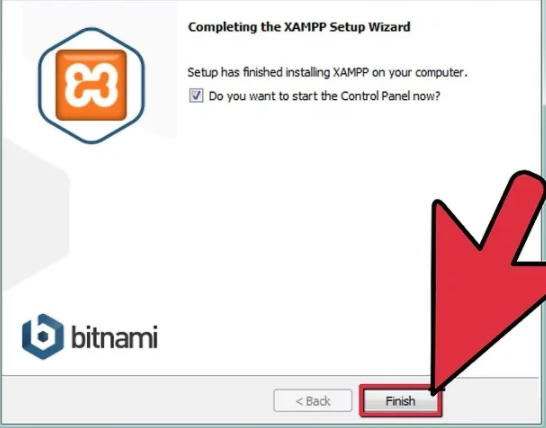 Completing the XAMPP Setup Wizard
Setup has finished installing XAMPP on your computer.
Do you want to start the Control Panel now?
bitnami
< Back
Finish